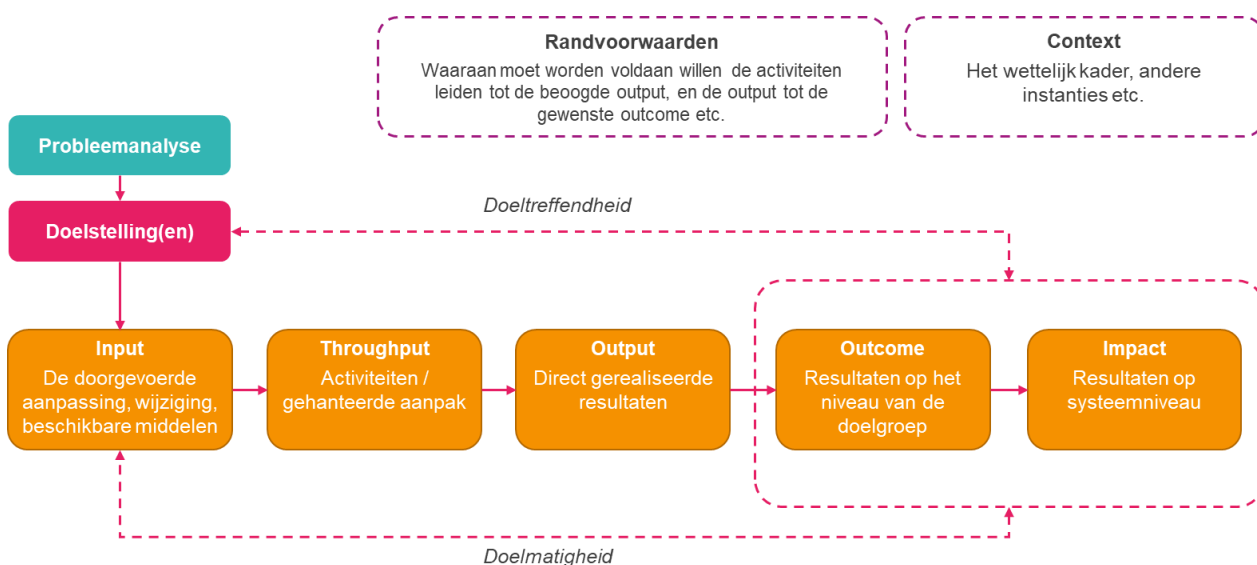 Randvoorwaarden
Waaraan moet worden voldaan willen de activiteiten
leiden tot de beoogde output, en de output tot de
gewenste outcome etc.
Context
Het wettelijk kader, andere
instanties etc.
Probleemanalyse
Doelstelling(en)
Doeltreffendheid
Input
De doorgevoerde
aanpassing, wijziging,
beschikbare middelen
Throughput
Activiteiten /
gehanteerde aanpak
Output
Direct gerealiseerde
resultaten
Outcome
Resultaten op het
niveau van de
doelgroep
Impact
Resultaten op
systeemniveau
Doelmatigheid